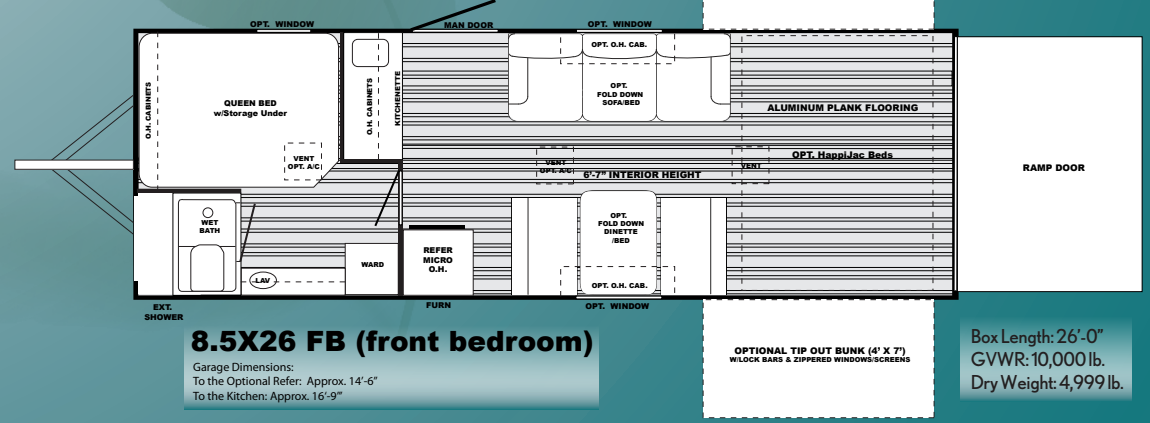 OPT. WINDOW
MAN DOOR
OPT. WINDOW
O.H. CABINETS
QUEEN BED
w/Storage Under
VENT
OPT. A/C
O.H. CABINETS
KITCHENETTE
OPT. O.H. CAB.
OPT.
FOLD DOWN
SOFA/BED
ALUMINUM PLANK FLOORING
OPT. HappiJac Beds
VENT
OPT. A/C
VENT
6'-7" INTERIOR HEIGHT
RAMP DOOR
WET
BATH
LAV
WARD
REFER
MICRO
O.H.
OPT.
FOLD DOWN
DINETTE
/BED
OPT. O.H. CAB.
EXT.
SHOWER
FURN
OPT. WINDOW
8.5X26 FB (front bedroom)
Garage Dimensions:
To the Optional Refer: Approx. 14'-6"
To the Kitchen: Approx. 16'-9'"
OPTIONAL TIP OUT BUNK (4' X 7')
W/LOCK BARS & ZIPPERED WINDOWS/SCREENS
Box Length: 26'-0"
GVWR: 10,000 lb.
Dry Weight: 4,999 lb.